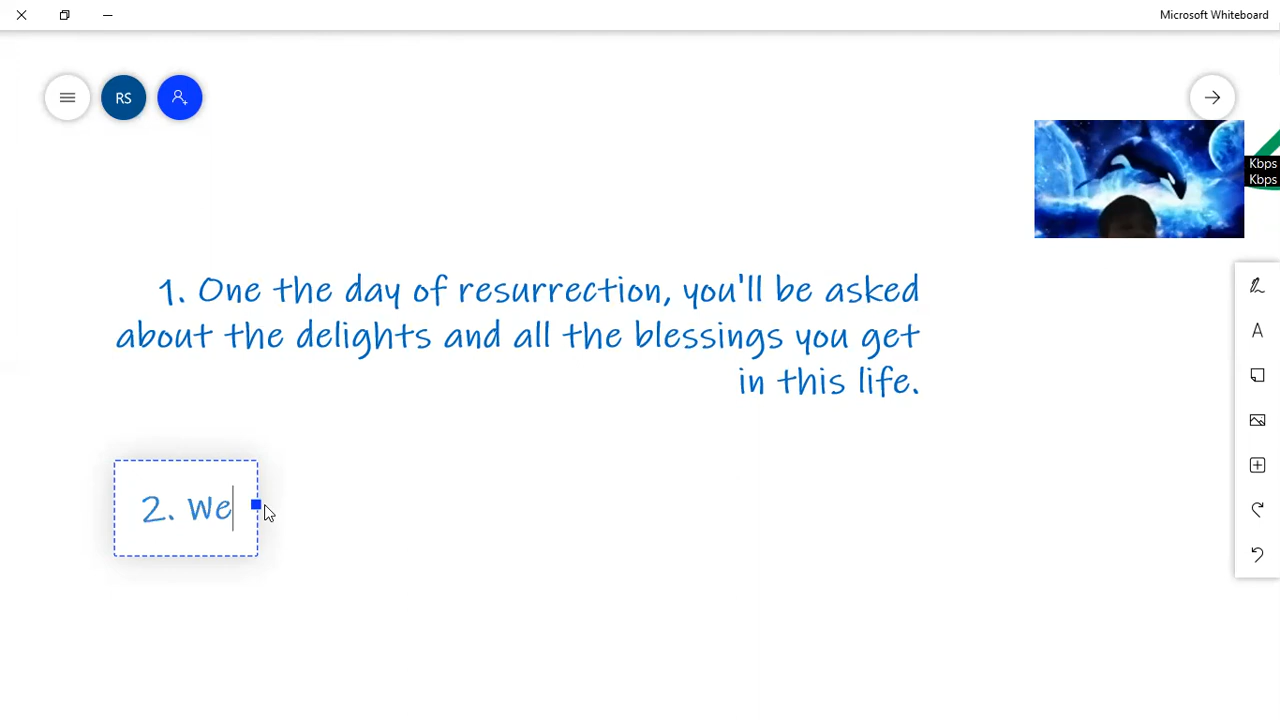 Microsoft Whiteboard
RS
Kbps
Kbps
1. One the day of resurrection, you'll be asked
about the delights and all the blessings you get
in this life.
2. We
A